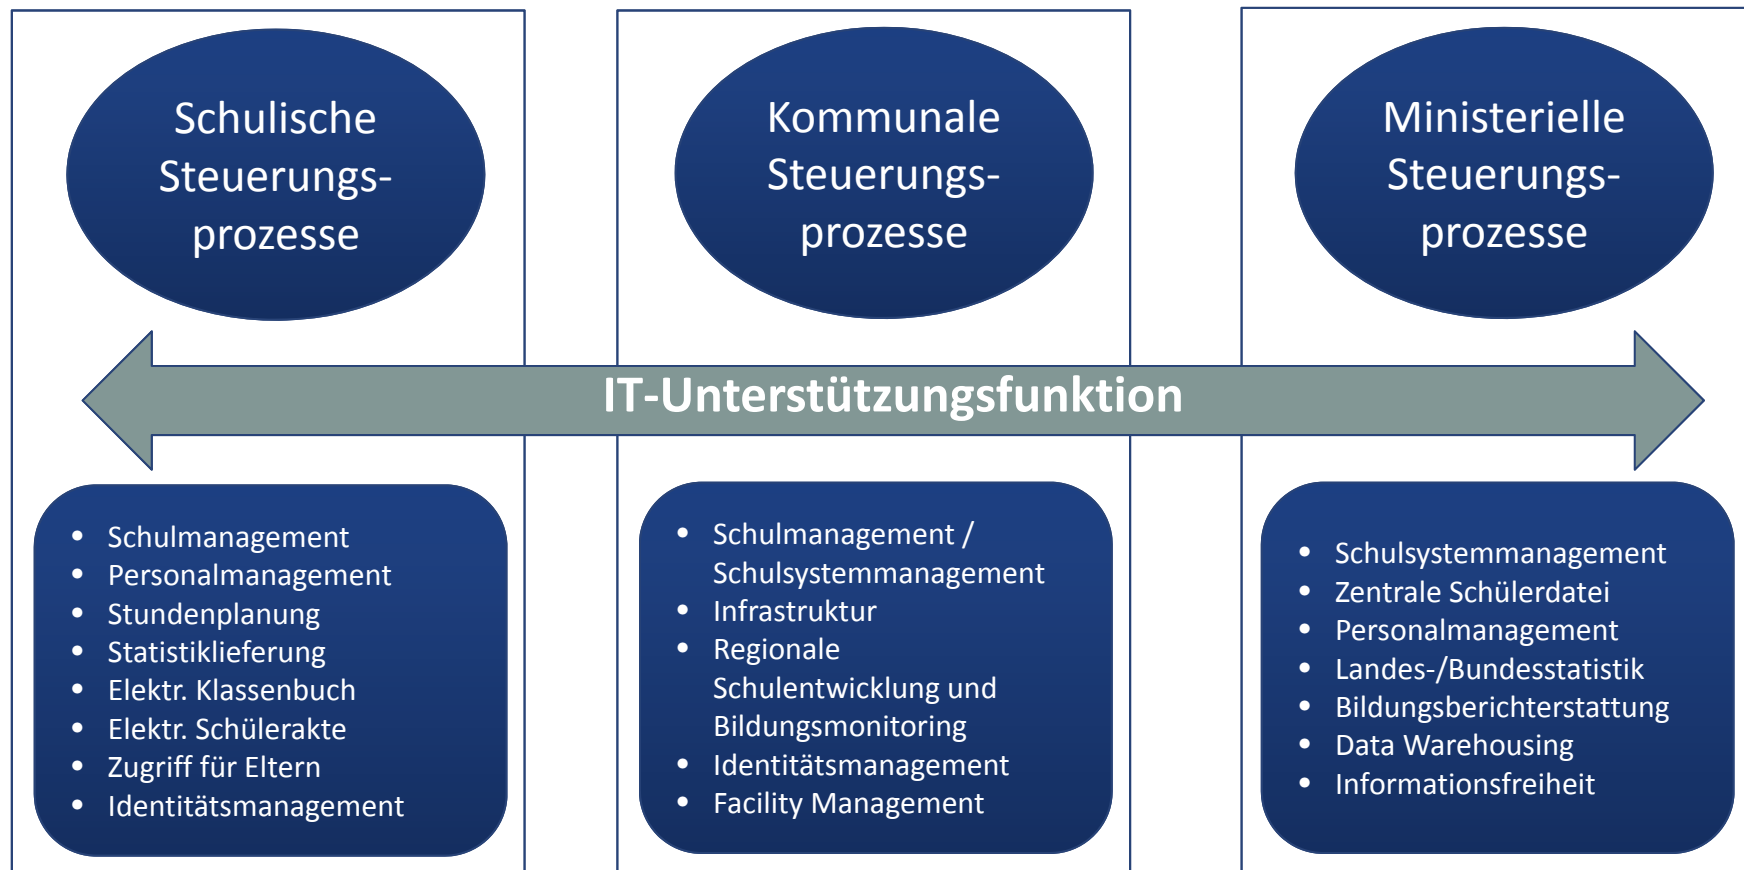 Schulische
Steuerungs-
prozesse
Kommunale
Steuerungs-
prozesse
Ministerielle
Steuerungs-
prozesse
IT-Unterstützungsfunktion
• Schulmanagement
• Personalmanagement
• Stundenplanung
• Statistiklieferung
• Elektr. Klassenbuch
• Elektr. Schülerakte
• Zugriff für Eltern
• Identitätsmanagement
• Schulmanagement /
Schulsystemmanagement
• Infrastruktur
• Regionale
Schulentwicklung und
Bildungsmonitoring
• Identitätsmanagement
• Facility Management
• Schulsystemmanagement
• Zentrale Schülerdatei
• Personalmanagement
• Landes-/Bundesstatistik
• Bildungsberichterstattung
• Data Warehousing
• Informationsfreiheit